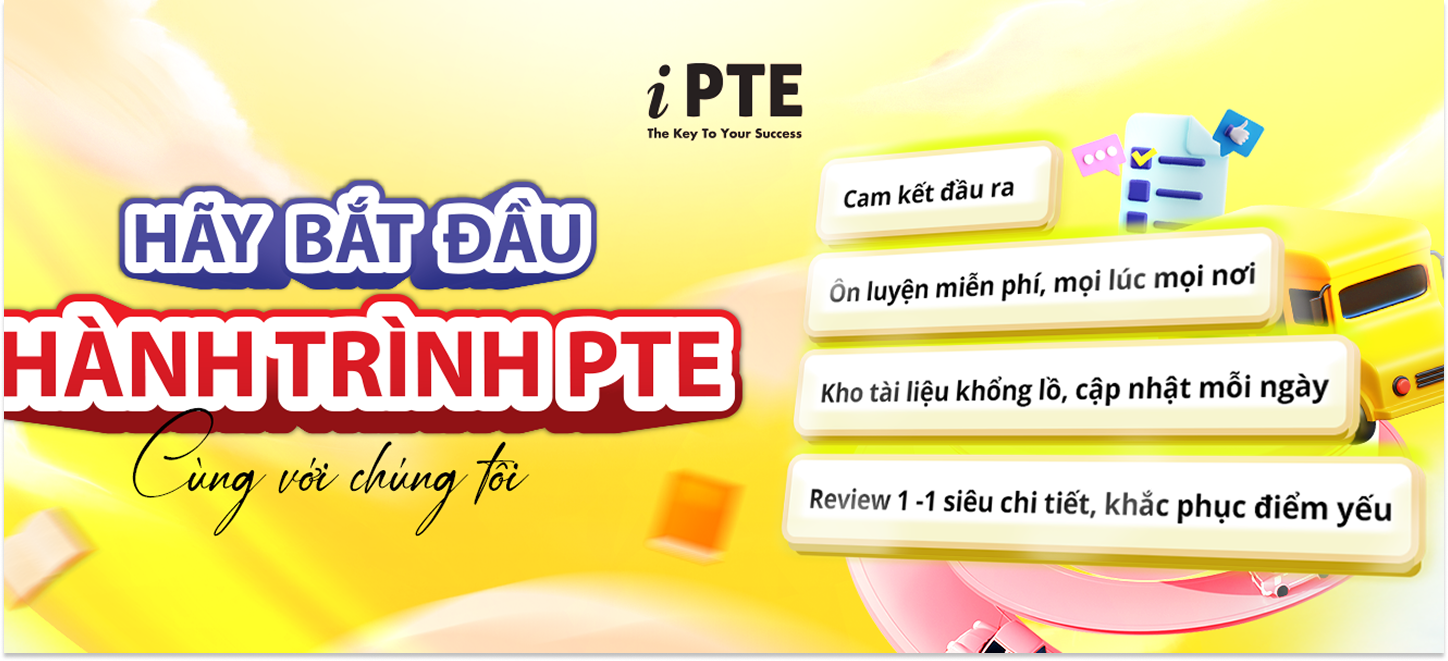 i PTE
The Key To Your Success
HÃY BẮT ĐẦU
HÀNH TRÌNH PTE
Cùng với chúng tôi
Cam kết đầu ra
Ôn luyện miễn phí, mọi lúc mọi nơi
Kho tài liệu khổng lồ, cập nhật mỗi ngày
Review 1 -1 siêu chi tiết, khắc phục điểm yếu